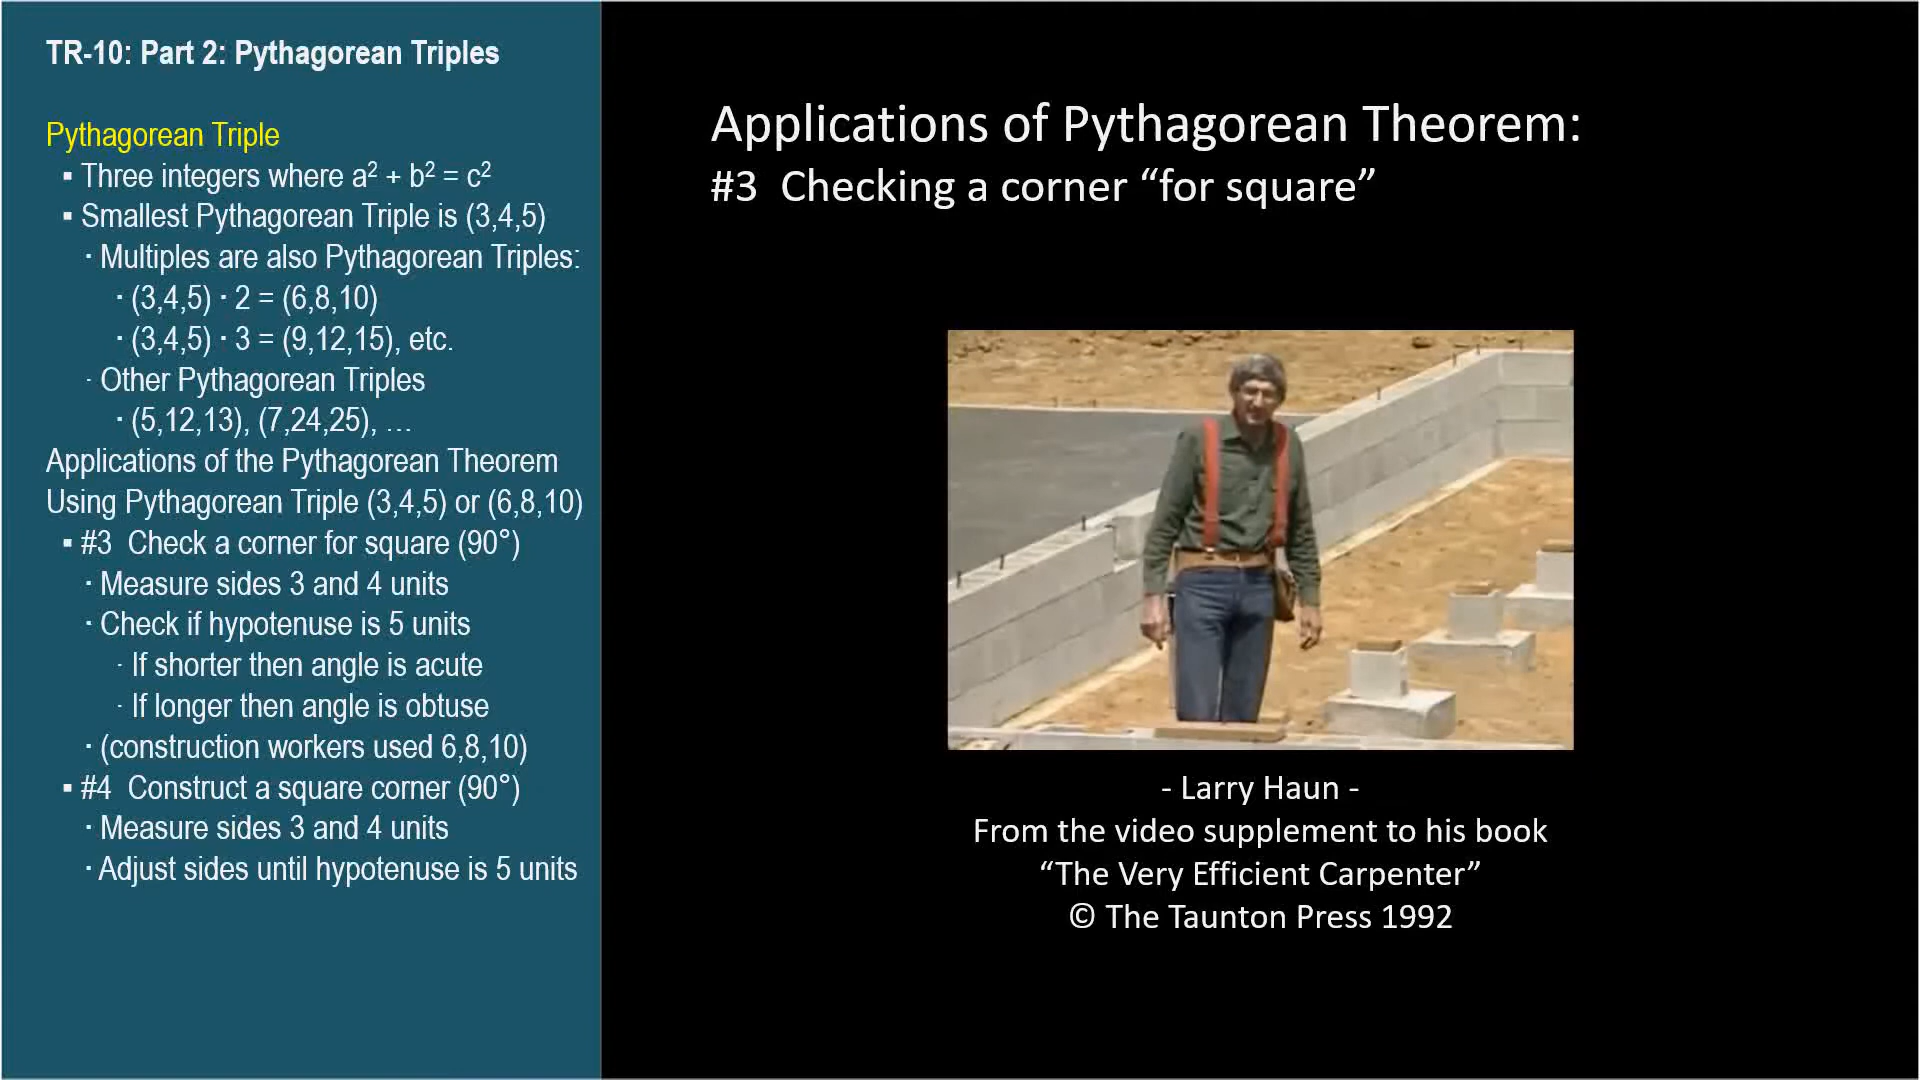 TR-10: Part 2: Pythagorean Triples
Pythagorean Triple
▪ Three integers where a² + b² = c²
▪ Smallest Pythagorean Triple is (3,4,5)
· Multiples are also Pythagorean Triples:
· (3,4,5) · 2 = (6,8,10)
· (3,4,5) · 3 = (9,12,15), etc.
· Other Pythagorean Triples
· (5,12,13), (7,24,25), …
Applications of the Pythagorean Theorem
Using Pythagorean Triple (3,4,5) or (6,8,10)
▪ #3 Check a corner for square (90°)
· Measure sides 3 and 4 units
· Check if hypotenuse is 5 units
· If shorter then angle is acute
· If longer then angle is obtuse
· (construction workers used 6,8,10)
▪ #4 Construct a square corner (90°)
· Measure sides 3 and 4 units
· Adjust sides until hypotenuse is 5 units
Applications of Pythagorean Theorem:
#3 Checking a corner “for square”
- Larry Haun -
From the video supplement to his book
“The Very Efficient Carpenter”
© The Taunton Press 1992